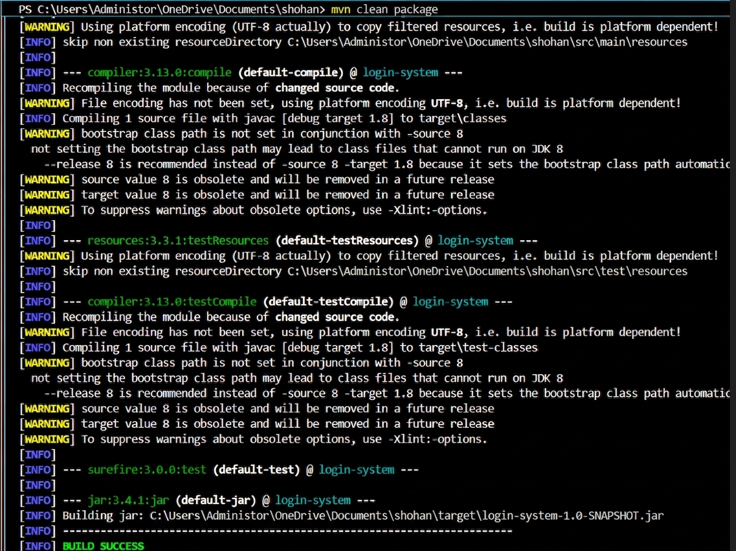 PS C:\Users\Administor\OneDrive\Documents\shohan> mvn clean package
[WARNING] Using platform encoding (UTF-8 actually) to copy filtered resources, i.e. build is platform dependent!
[INFO] skip non existing resourceDirectory C:\Users\Administor\OneDrive\Documents\shohan\src\main\resources
[INFO]
[INFO] --- compiler:3.13.0:compile (default-compile) @ login-system ---
[INFO] Recompiling the module because of changed source code.
[WARNING] File encoding has not been set, using platform encoding UTF-8, i.e. build is platform dependent!
[INFO] Compiling 1 source file with javac [debug target 1.8] to target\classes
[WARNING] bootstrap class path is not set in conjunction with -source 8
not setting the bootstrap class path may lead to class files that cannot run on JDK 8
--release 8 is recommended instead of -source 8 -target 1.8 because it sets the bootstrap class path automatic
[WARNING] source value 8 is obsolete and will be removed in a future release
[WARNING] target value 8 is obsolete and will be removed in a future release
[WARNING] To suppress warnings about obsolete options, use -Xlint:-options.
[INFO]
[INFO] --- resources:3.3.1:testResources (default-testResources) @ login-system ---
[WARNING] Using platform encoding (UTF-8 actually) to copy filtered resources, i.e. build is platform dependent!
[INFO] skip non existing resourceDirectory C:\Users\Administor\OneDrive\Documents\shohan\src\test\resources
[INFO]
[INFO] --- compiler:3.13.0:testCompile (default-testCompile) @ login-system ---
[INFO] Recompiling the module because of changed source code.
[WARNING] File encoding has not been set, using platform encoding UTF-8, i.e. build is platform dependent!
[INFO] Compiling 1 source file with javac [debug target 1.8] to target\test-classes
[WARNING] bootstrap class path is not set in conjunction with -source 8
not setting the bootstrap class path may lead to class files that cannot run on JDK 8
--release 8 is recommended instead of -source 8 -target 1.8 because it sets the bootstrap class path automatic
[WARNING] source value 8 is obsolete and will be removed in a future release
[WARNING] target value 8 is obsolete and will be removed in a future release
[WARNING] To suppress warnings about obsolete options, use -Xlint:-options.
[INFO]
[INFO] --- surefire:3.0.0:test (default-test) @ login-system ---
[INFO]
[INFO] --- jar:3.4.1:jar (default-jar) @ login-system ---
[INFO] Building jar: C:\Users\Administor\OneDrive\Documents\shohan\target\login-system-1.0-SNAPSHOT.jar
[INFO] ------------------------------------------------------------------------
[INFO] BUILD SUCCESS